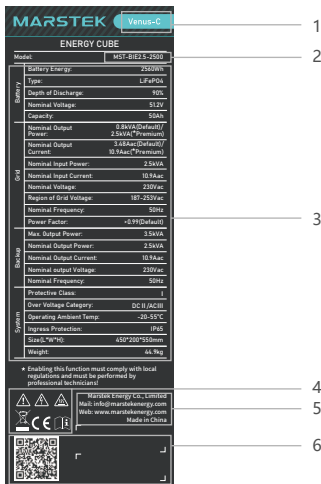 MARSTEK
Venus-C
1
ENERGY CUBE
Model:
MST-BIE2.5-2500
2
Battery
Battery Energy:
2560Wh
Type:
LiFePO4
Depth of Discharge:
90%
Nominal Voltage:
51.2V
Capacity:
50Ah
Grid
Nominal Output
Power:
0.8kVA(Default)/
2.5kVA(*Premium)
Nominal Output
Current:
3.48Aac(Default)/
10.9Aac(*Premium)
Nominal Input Power:
2.5kVA
Nominal Input Current:
10.9Aac
Nominal Voltage:
230Vac
Region of Grid Voltage:
187-253Vac
Nominal Frequency:
50Hz
Power Factor:
+0.99(Default)
3
Backup
Max. Output Power:
3.5kVA
Nominal Output Power:
2.5kVA
Nominal Output Current:
10.9Aac
Nominal output Voltage:
230Vac
Nominal Frequency:
50Hz
System
Protective Class:
I
Over Voltage Category:
DC II /ACIII
Operating Ambient Temp:
-20-55°C
Ingress Protection:
IP65
Size(L*W*H):
450*200*550mm
Weight:
44.9kg
★ Enabling this function must comply with local
regulations and must be performed by
professional technicians!
4
Marstek Energy Co., Limited
Mail: info@marstekenergy.com
Web: www.marstekenergy.com
Made in China
5
CE
6